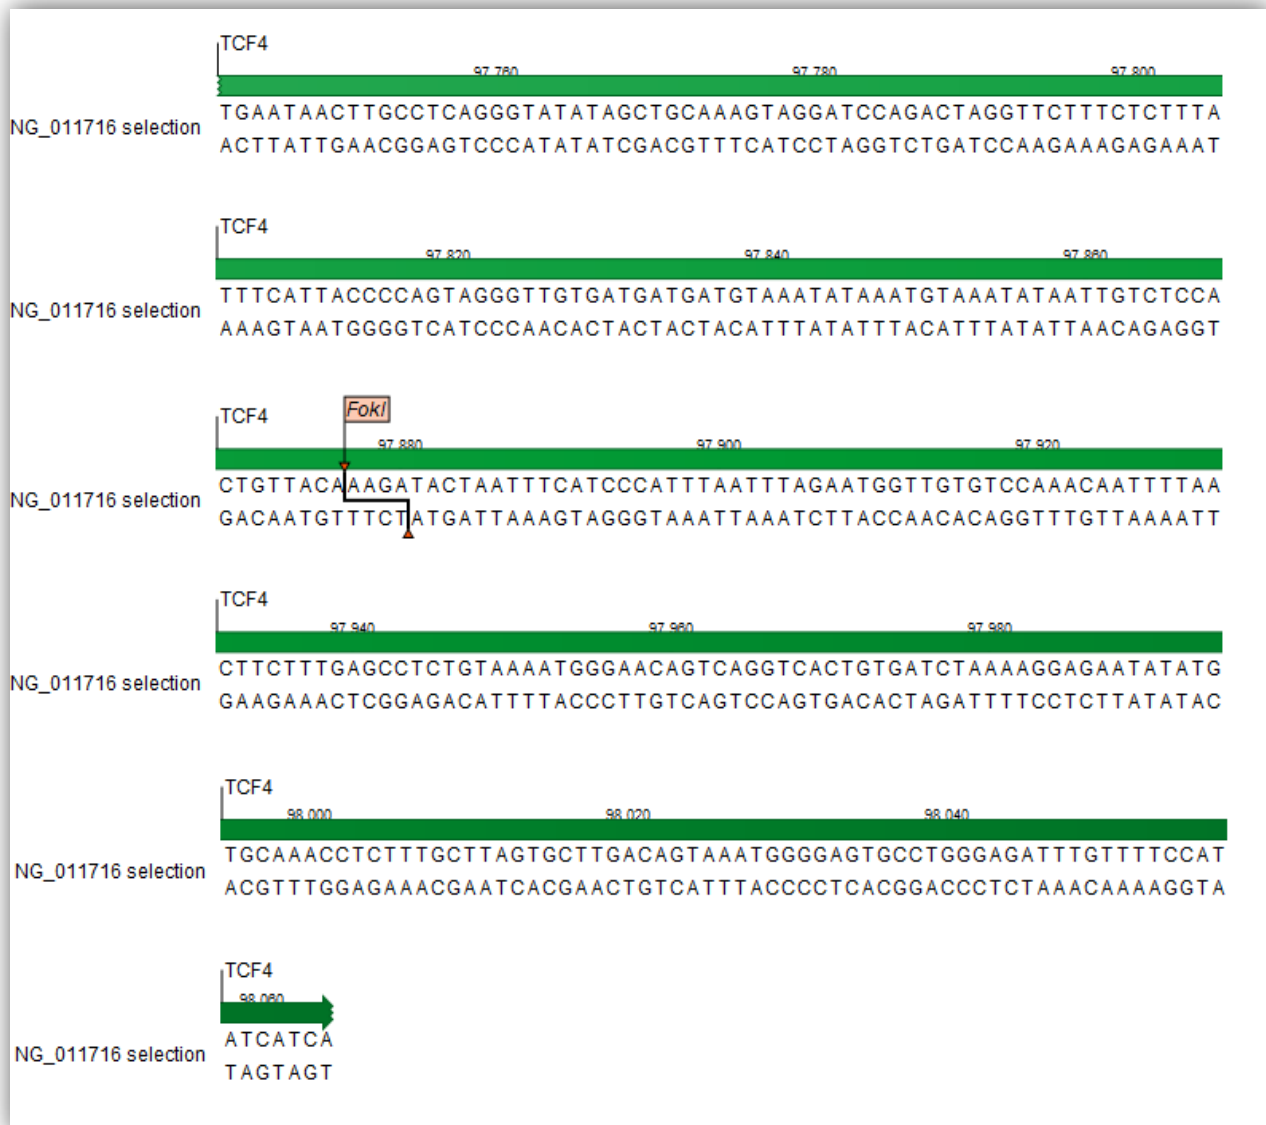 TCF4
97.760 97.780 97.800
TGAATAACTTGCCTCAGGGTATATAGCTGCAAAGTAGGATCCAGACTAGGTTCTTTCTCTTTA
NG_011716 selection
ACTTATTGAACGGAGTCCCATATATCGACGTTTCATCCTAGGTCTGATCCAAGAAAGAGAAAT
TCF4
97.820 97.840 97.860
TTTCATTACCCCAGTAGGGTTGTGATGATGATGTAAATATAAATGTAAATATAATTGTCTCCA
NG_011716 selection
AAAGTAATGGGGTCATCCCAACACTACTACTACATTTATATTTACATTTATATTAACAGAGGT
TCF4
FokI
97.880 97.900 97.920
CTGTTACAAAGATACTAATTTCATCCCATTTAATTTAGAATGGTTGTGTCCAAACAATTTTAA
NG_011716 selection
GACAATGTTTCTATGATTAAAGTAGGGTAAATTAAATCTTACCAACACAGGTTTGTTAAAATT
TCF4
97.940 97.960 97.980
CTTCTTTGAGCCTCTGTAAAATGGGAACAGTCAGGTCACTGTGATCTAAAAGGAGAATATATG
NG_011716 selection
GAAGAAACTCGGAGACATTTTACCCTTGTCAGTCCAGTGACACTAGATTTTCCTCTTATATAC
TCF4
98.000 98.020 98.040
TGCAAACCTCTTTGCTTAGTGCTTGACAGTAAATGGGGAGTGCCTGGGAGATTTGTTTTCCAT
NG_011716 selection
ACGTTTGGAGAAACGAATCACGAACTGTCATTTACCCCTCACGGACCCTCTAAACAAAAGGTA
TCF4
98.060
ATCATCA
NG_011716 selection
TAGTAGT